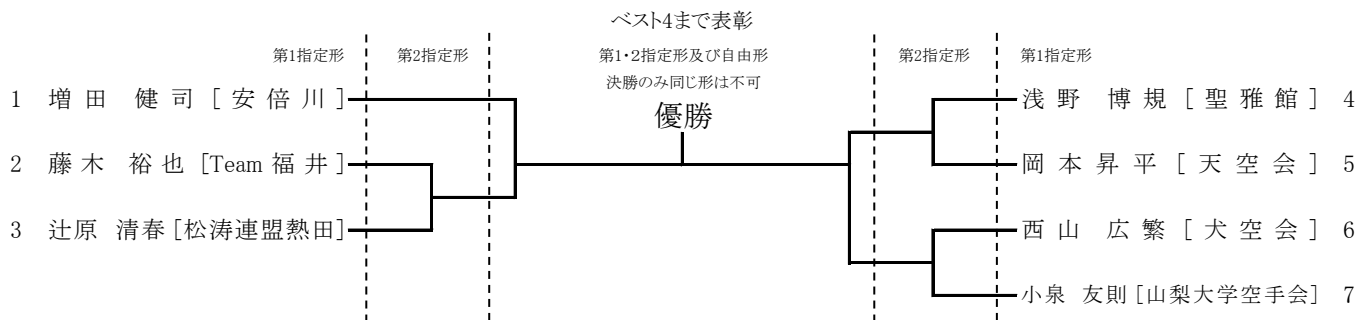 ベスト4まで表彰
第1指定形 第2指定形 第1・2指定形及び自由形 第2指定形 第1指定形
決勝のみ同じ形は不可
優勝
1 増田 健司 [安倍川] 浅野 博規 [聖雅館] 4
2 藤木 裕也 [Team 福井] 岡本昇平 [天空会] 5
3 辻原 清春 [松涛連盟熱田] 西山 広繁 [犬空会] 6
小泉 友則 [山梨大学空手会] 7